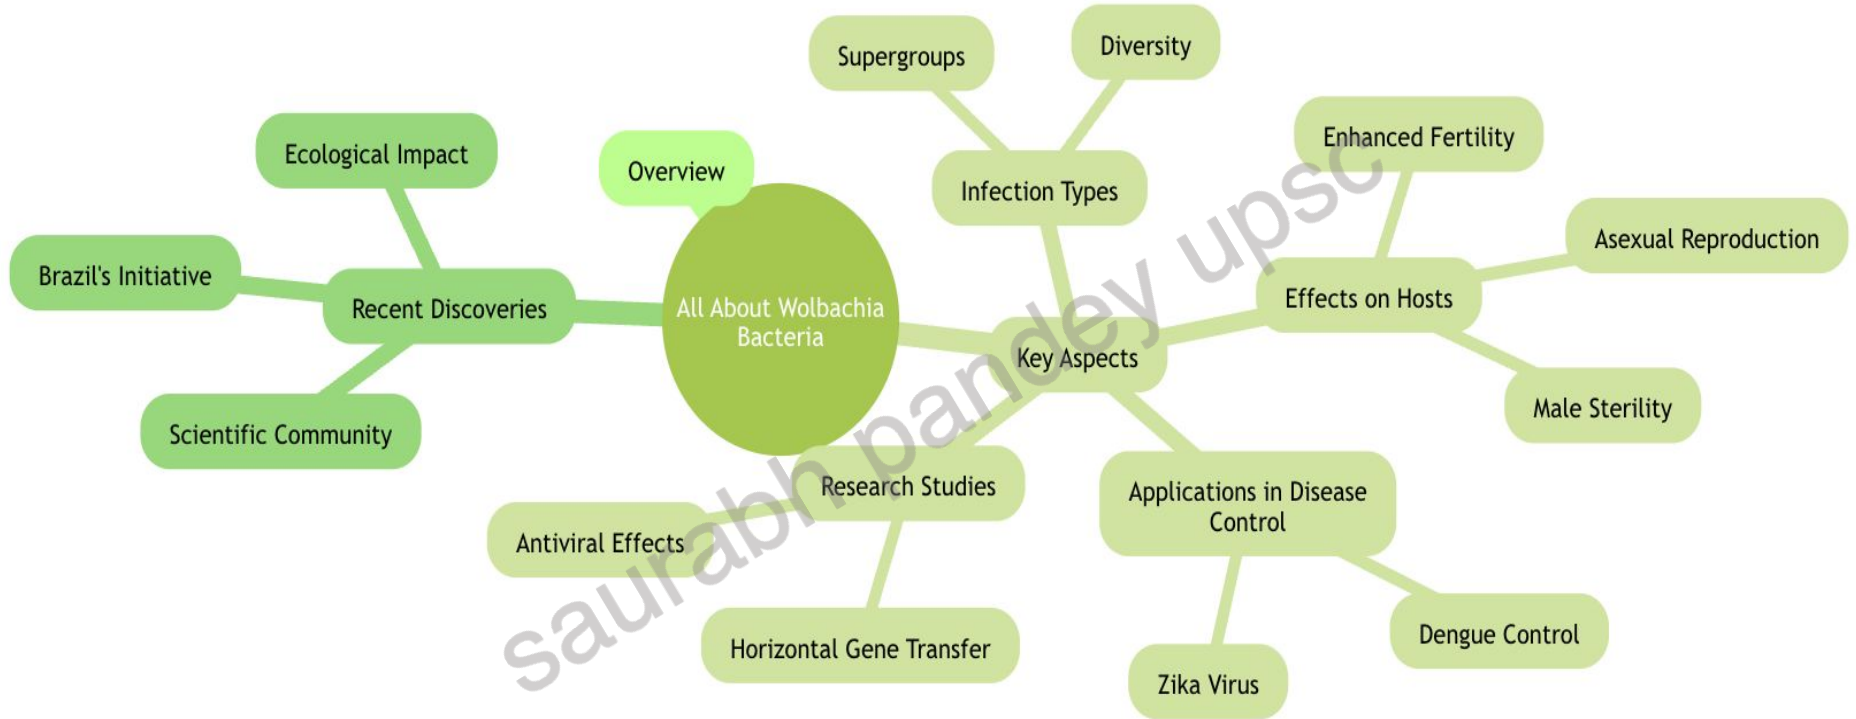 Supergroups
Diversity
Ecological Impact
Overview
Enhanced Fertility
Infection Types
Asexual Reproduction
Brazil's Initiative
Recent Discoveries
All About Wolbachia
Bacteria
Effects on Hosts
Key Aspects
Male Sterility
Scientific Community
Research Studies
Applications in Disease
Control
Antiviral Effects
Horizontal Gene Transfer
Dengue Control
Zika Virus
saurabh pandey upsc